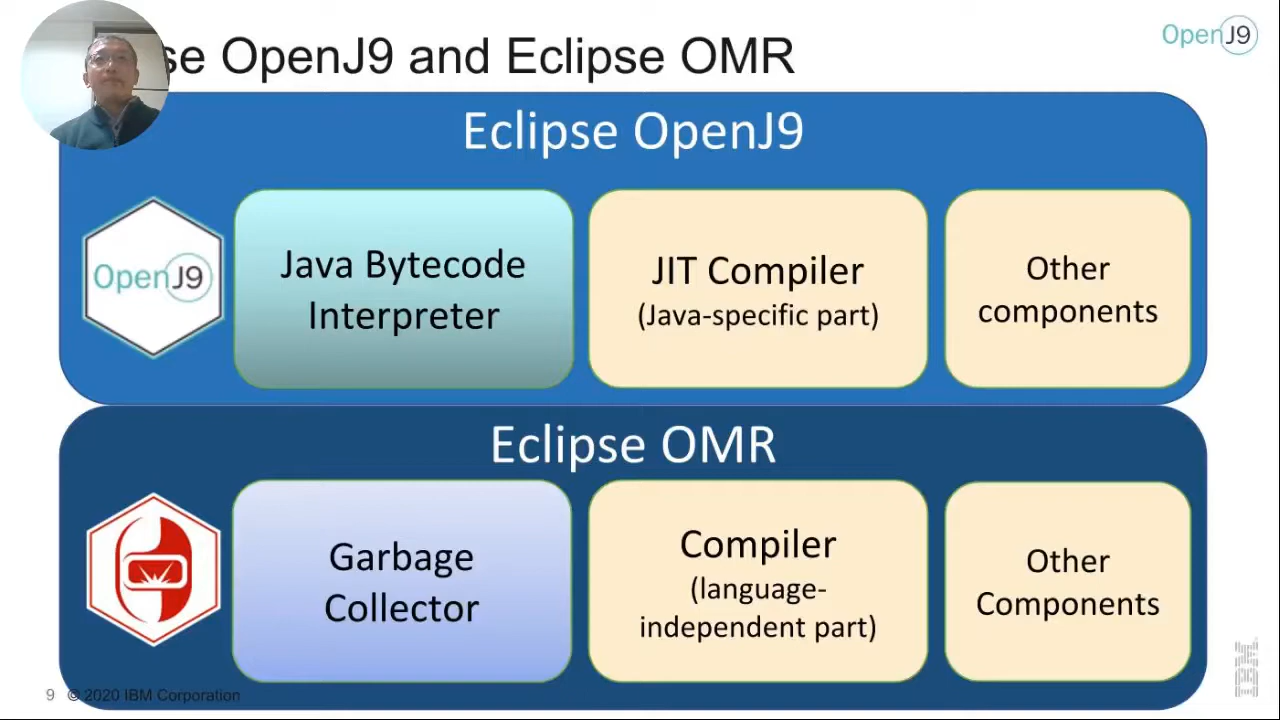 se OpenJ9 and Eclipse OMR
OpenJ9
Eclipse OpenJ9
OpenJ9
Java Bytecode
Interpreter
JIT Compiler
(Java-specific part)
Other
components
Eclipse OMR
Garbage
Collector
Compiler
(language-
independent part)
Other
Components
9 © 2020 IBM Corporation
IBM